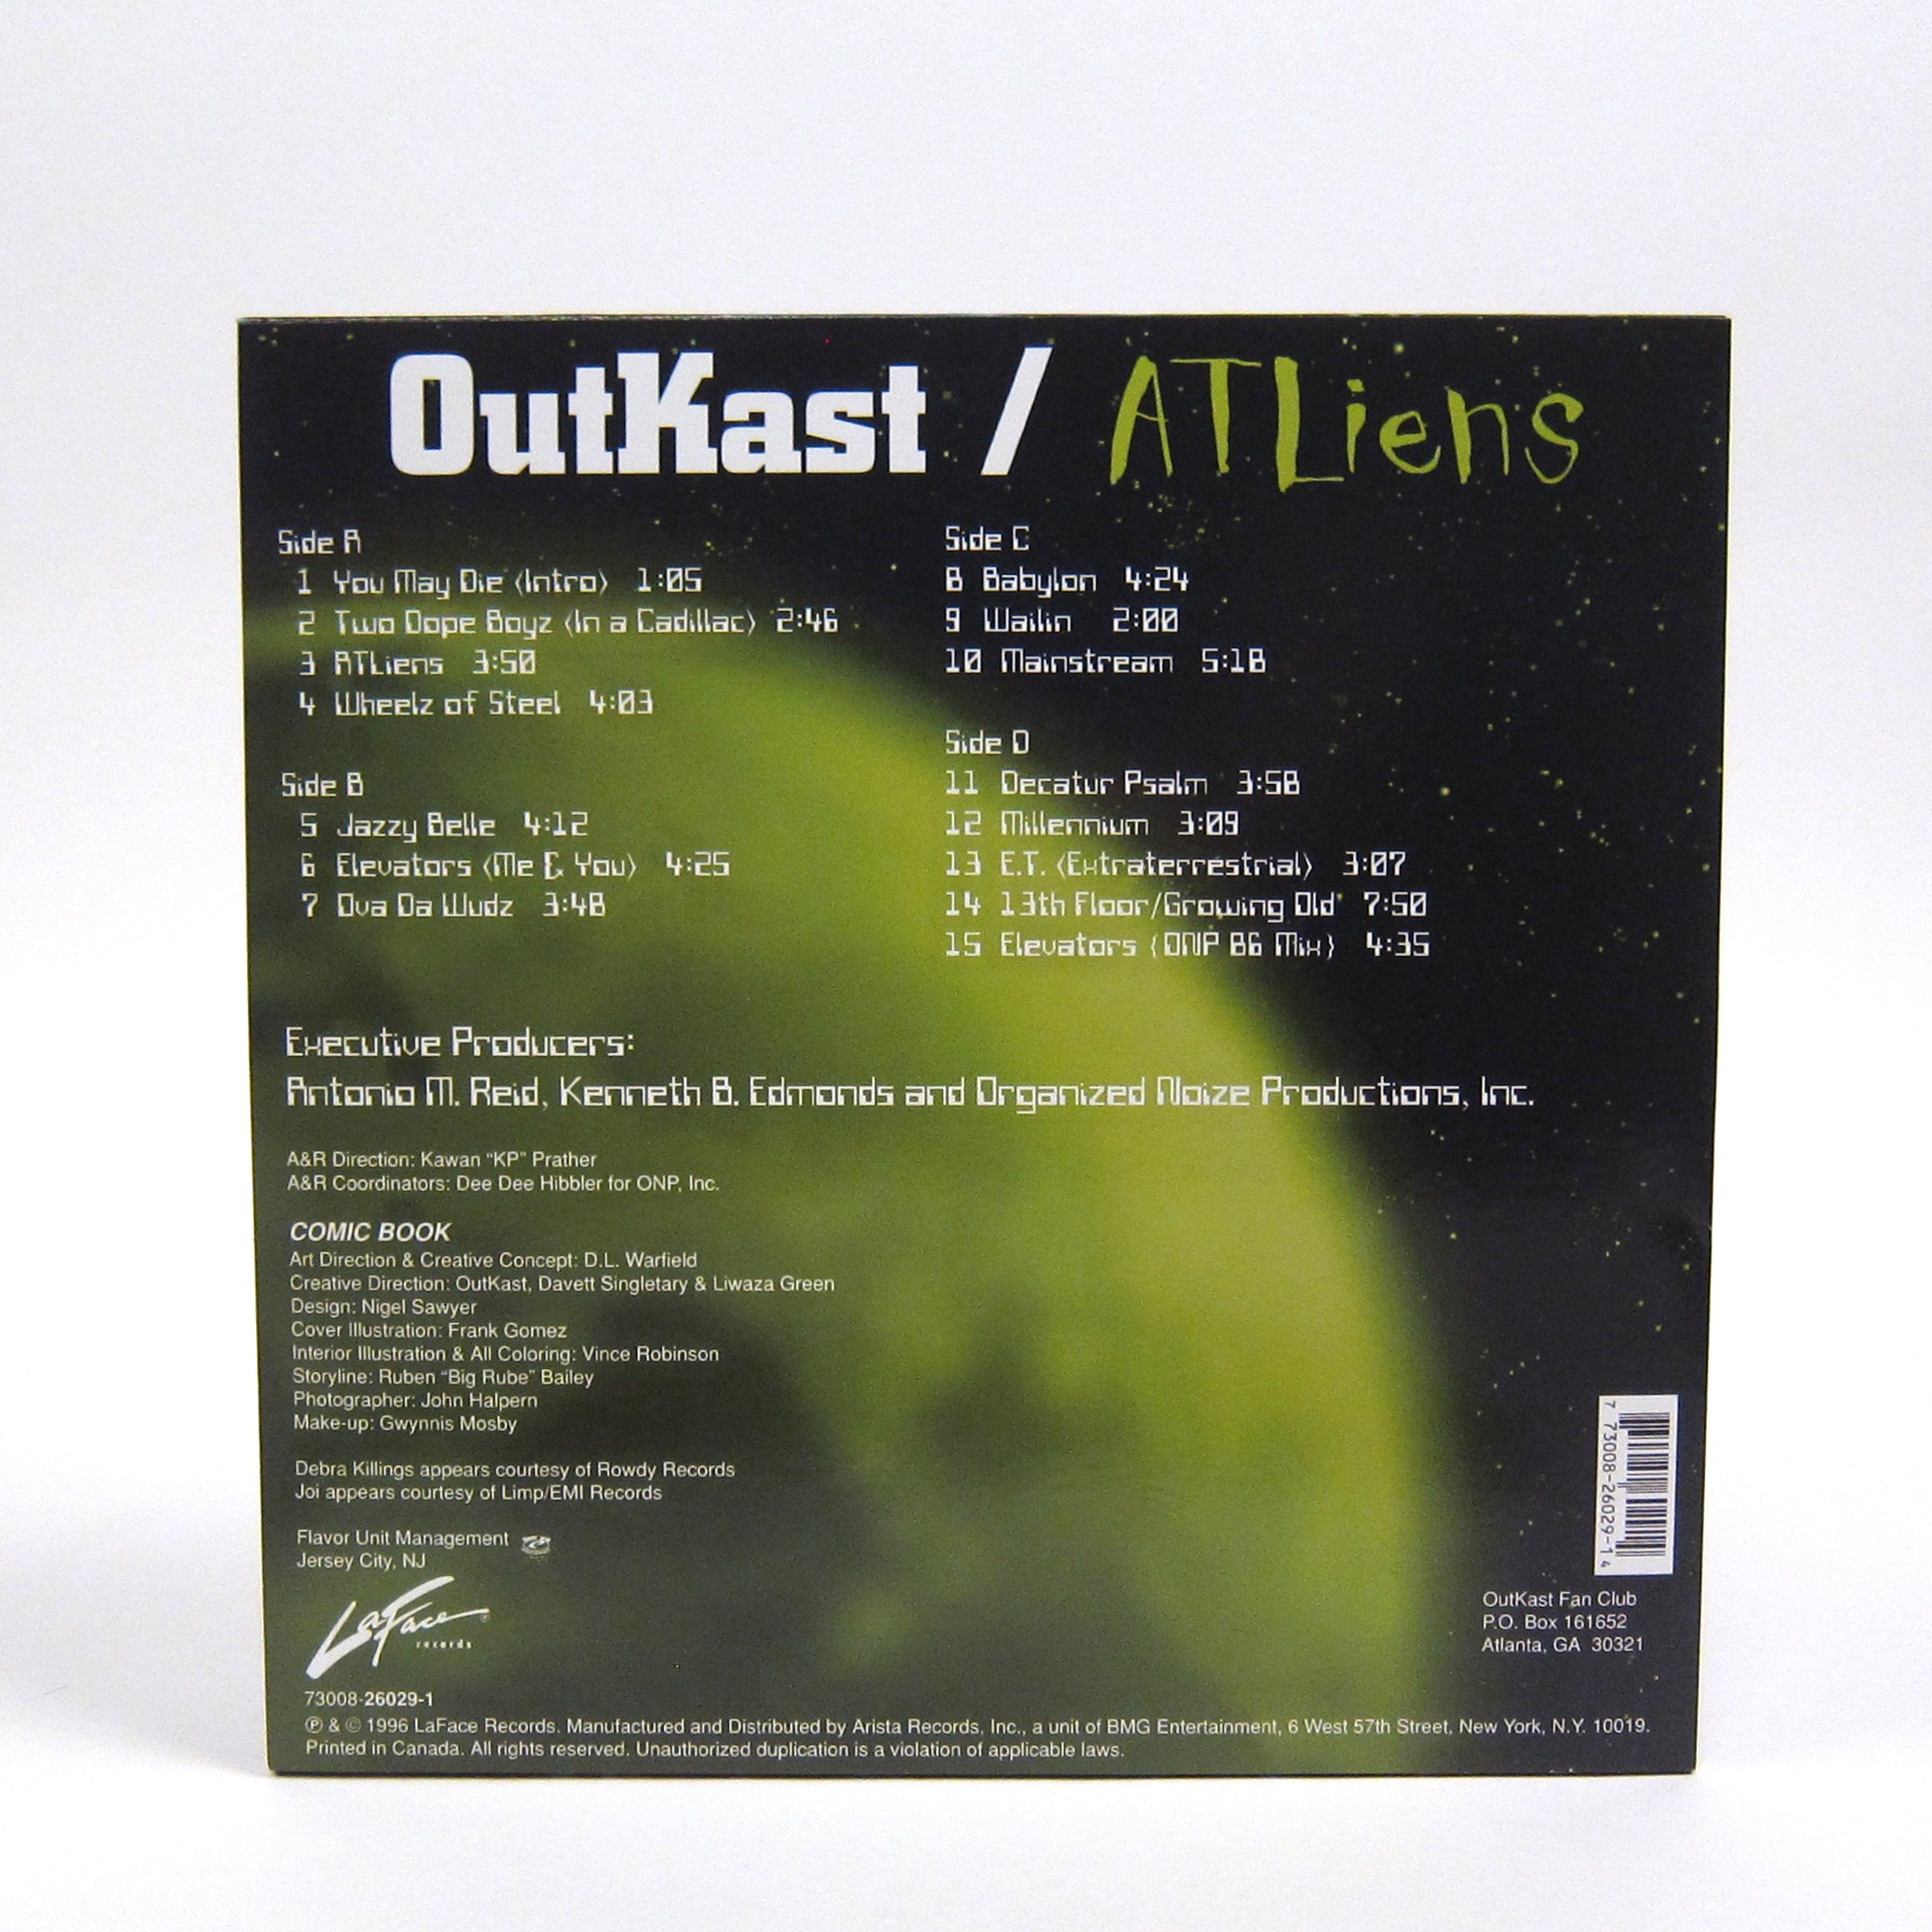 OutKast / ATLiens
Side A
1 You May Die (Intro) 1:05
2 Two Dope Boyz (In a Cadillac) 2:46
3 ATLiens 3:50
4 Wheelz of Steel 4:03
Side B
5 Jazzy Belle 4:12
6 Elevators (Me & You) 4:25
7 Ova Da Wudz 3:48
Side C
8 Babylon 4:24
9 Wailin 2:00
10 Mainstream 5:18
Side D
11 Decatur Psalm 3:58
12 Millennium 3:09
13 E.T. (Extraterrestrial) 3:07
14 13th Floor/Growing Old 7:50
15 Elevators (ONP 86 Mix) 4:35
Executive Producers:
Antonio M. Reid, Kenneth B. Edmonds and Organized Noize Productions, Inc.
A&R Direction: Kawan “KP” Prather
A&R Coordinators: Dee Dee Hibbler for ONP, Inc.
COMIC BOOK
Art Direction & Creative Concept: D.L. Warfield
Creative Direction: OutKast, Davett Singletary & Liwaza Green
Design: Nigel Sawyer
Cover Illustration: Frank Gomez
Interior Illustration & All Coloring: Vince Robinson
Storyline: Ruben “Big Rube” Bailey
Photographer: John Halpern
Make-up: Gwynnis Mosby
Debra Killings appears courtesy of Rowdy Records
Joi appears courtesy of Limp/EMI Records
Flavor Unit Management
Jersey City, NJ
LaFace
records
7 73008-26029-1 4
OutKast Fan Club
P.O. Box 161652
Atlanta, GA 30321
73008-26029-1
℗ & © 1996 LaFace Records. Manufactured and Distributed by Arista Records, Inc., a unit of BMG Entertainment, 6 West 57th Street, New York, N.Y. 10019.
Printed in Canada. All rights reserved. Unauthorized duplication is a violation of applicable laws.